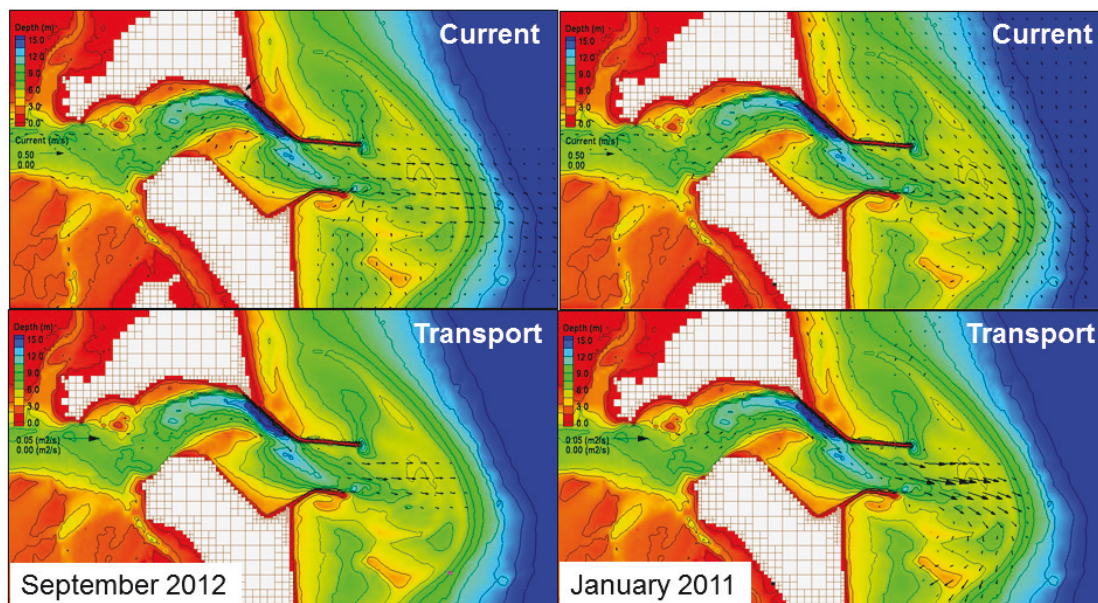 Depth (m)
15.0
12.0
9.0
6.0
3.0
0.0
Current (m/s)
0.50
0.00
Current
Depth (m)
15.0
12.0
9.0
6.0
3.0
0.0
Current (m/s)
0.50
0.00
Current
Depth (m)
15.0
12.0
9.0
6.0
3.0
0.0
0.05 (m2/s)
0.00 (m2/s)
Transport
September 2012
Depth (m)
15.0
12.0
9.0
6.0
3.0
0.0
0.05 (m2/s)
0.00 (m2/s)
Transport
January 2011